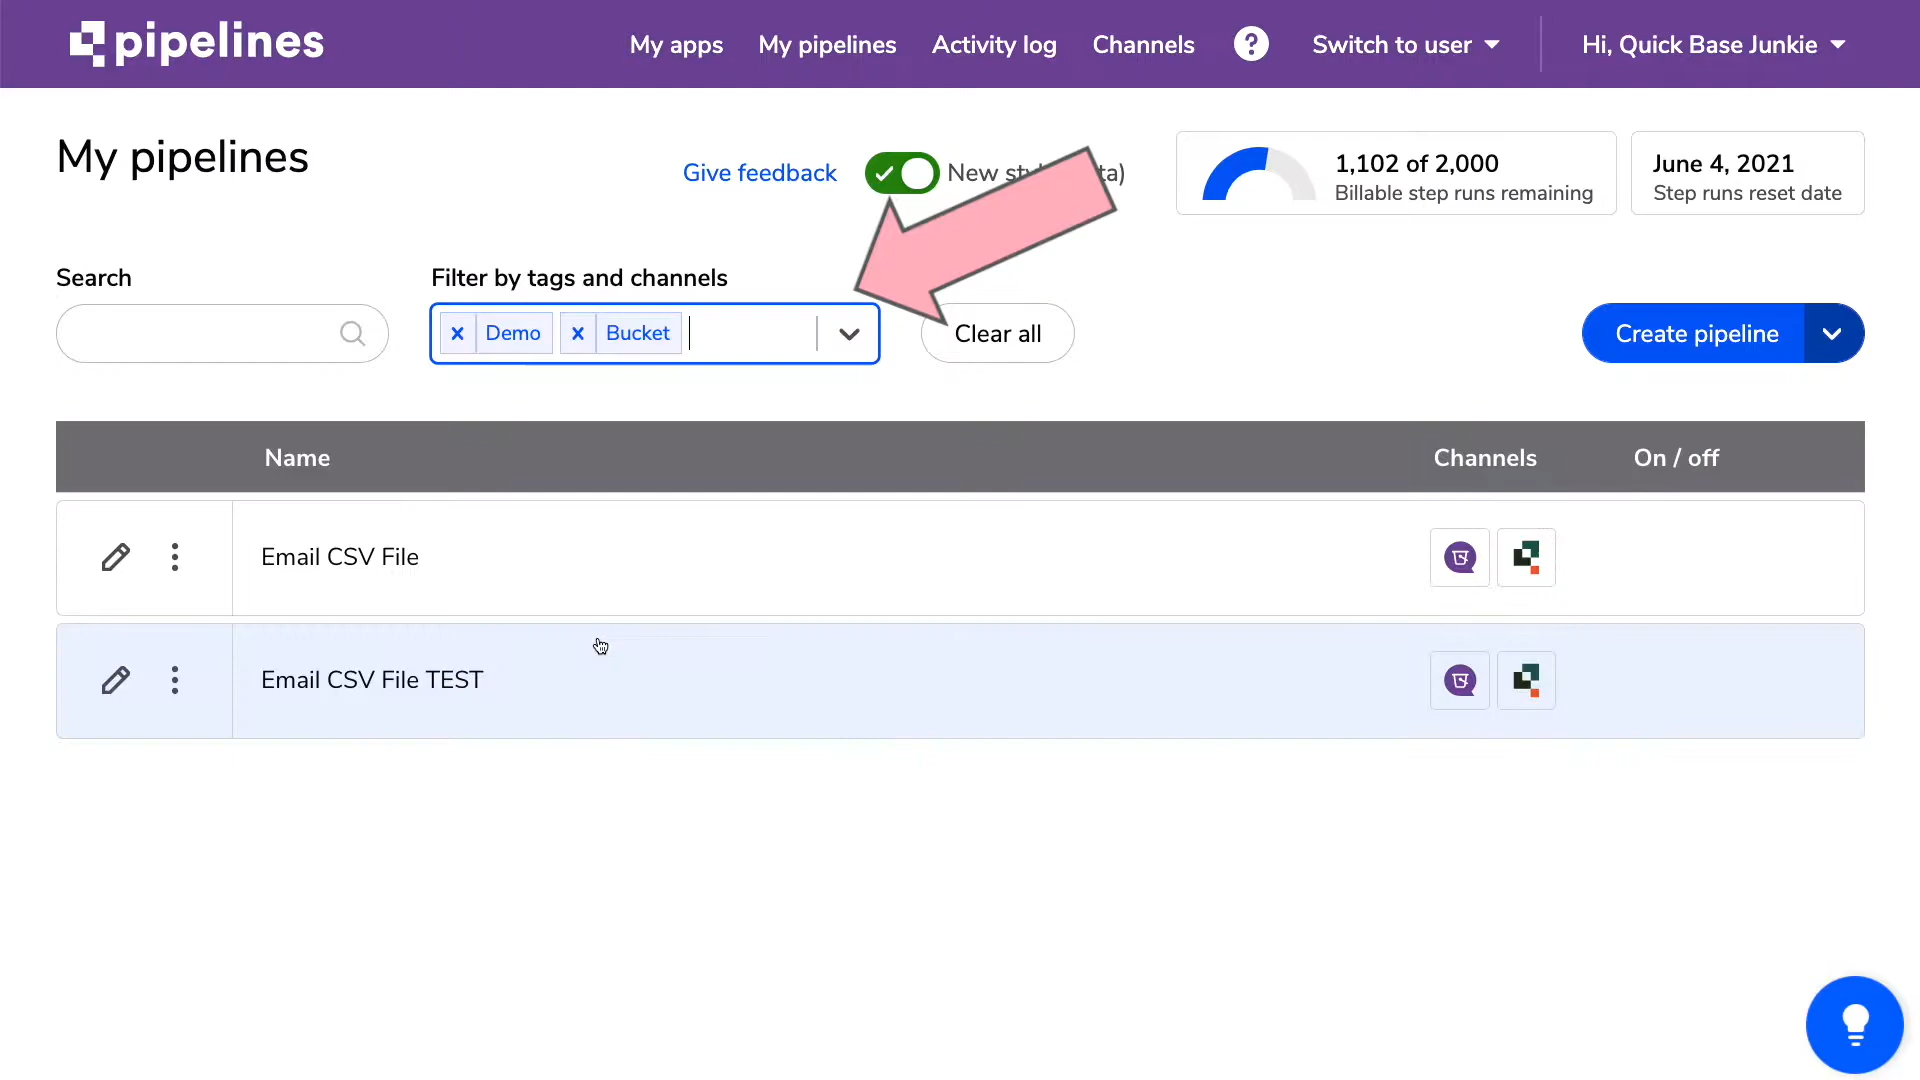 pipelines
My apps
My pipelines
Activity log
Channels
?
Switch to user
Hi, Quick Base Junkie
My pipelines
Give feedback
New
1,102 of 2,000
Billable step runs remaining
June 4, 2021
Step runs reset date
Search
Filter by tags and channels
Demo
Bucket
Clear all
Create pipeline
Name
Channels
On / off
Email CSV File
Email CSV File TEST